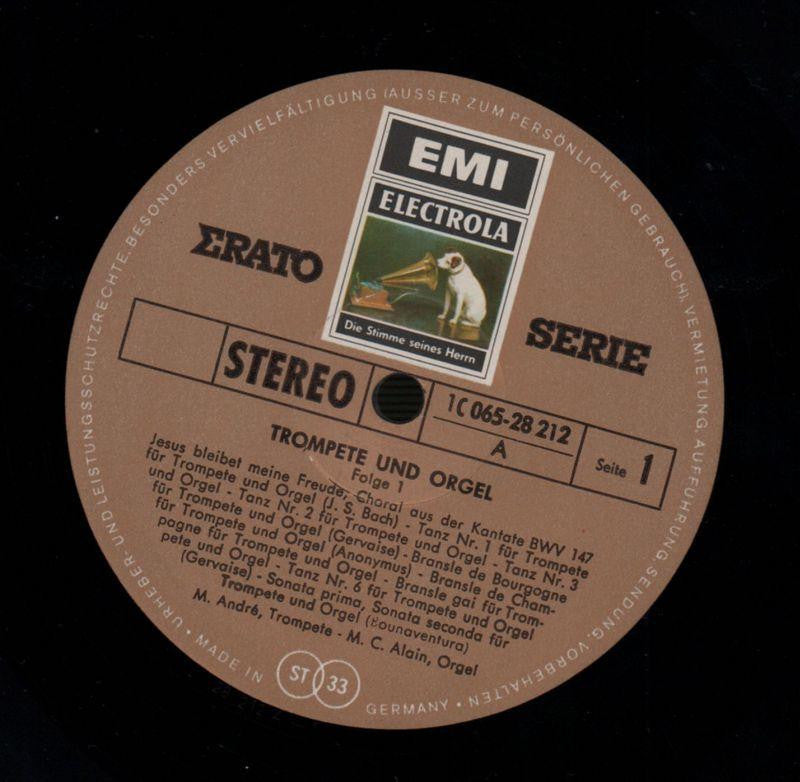 URHEBER- UND LEISTUNGSSCHUTZRECHTE, BESONDERS VERVIELFÄLTIGUNG (AUSSER ZUM PERSÖNLICHEN GEBRAUCH), VERMIETUNG, AUFFÜHRUNG, SENDUNG, VORBEHALTEN
EMI
ELECTROLA
ERATO
SERIE
Die Stimme seines Herrn
STEREO
1C 065-28 212
A
Seite 1
TROMPETE UND ORGEL
Folge 1
Jesus bleibet meine Freude, Choral aus der Kantate BWV 147
für Trompete und Orgel (J. S. Bach) - Tanz Nr. 1 für Trompete
und Orgel - Tanz Nr. 2 für Trompete und Orgel - Tanz Nr. 3
für Trompete und Orgel (Gervaise) - Bransle de Bourgogne
für Trompete und Orgel (Anonymus) - Bransle de Cham-
pagne für Trompete und Orgel - Bransle gai für Trom-
pete und Orgel - Tanz Nr. 6 für Trompete und Orgel
(Gervaise) - Sonata prima, Sonata seconda für
Trompete und Orgel (Bounaventura)
M. André, Trompete - M. C. Alain, Orgel
• MADE IN
ST 33
GERMANY •